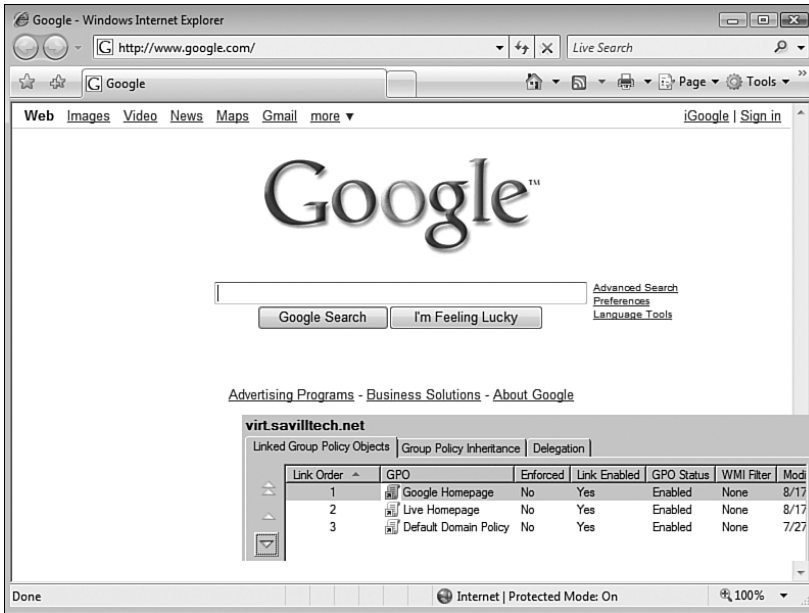 Google - Windows Internet Explorer
http://www.google.com/
Live Search
Google
Page
Tools
Web Images Video News Maps Gmail more ▼
iGoogle | Sign in
Google™
Advanced Search
Preferences
Language Tools
Google Search
I'm Feeling Lucky
Advertising Programs - Business Solutions - About Google
virt.savilltech.net
Linked Group Policy Objects Group Policy Inheritance Delegation
Link Order GPO Enforced Link Enabled GPO Status WMI Filter Modi
1 Google Homepage No Yes Enabled None 8/17
2 Live Homepage No Yes Enabled None 8/17
3 Default Domain Policy No Yes Enabled None 7/27
Done
Internet | Protected Mode: On
100%